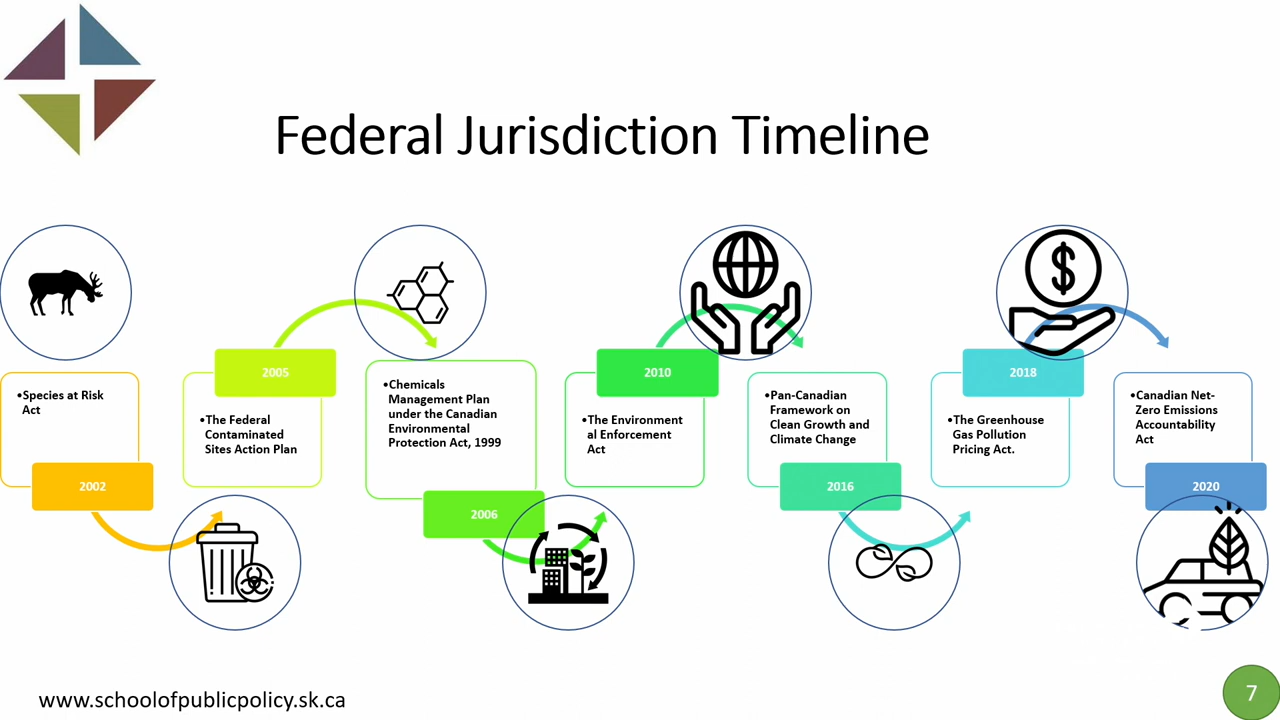 Federal Jurisdiction Timeline
•Species at Risk
Act
2002
2005
•The Federal
Contaminated
Sites Action Plan
•Chemicals
Management Plan
under the Canadian
Environmental
Protection Act, 1999
2006
2010
•The Environment
al Enforcement
Act
•Pan-Canadian
Framework on
Clean Growth and
Climate Change
2016
2018
•The Greenhouse
Gas Pollution
Pricing Act.
•Canadian Net-
Zero Emissions
Accountability
Act
2020
www.schoolofpublicpolicy.sk.ca
7